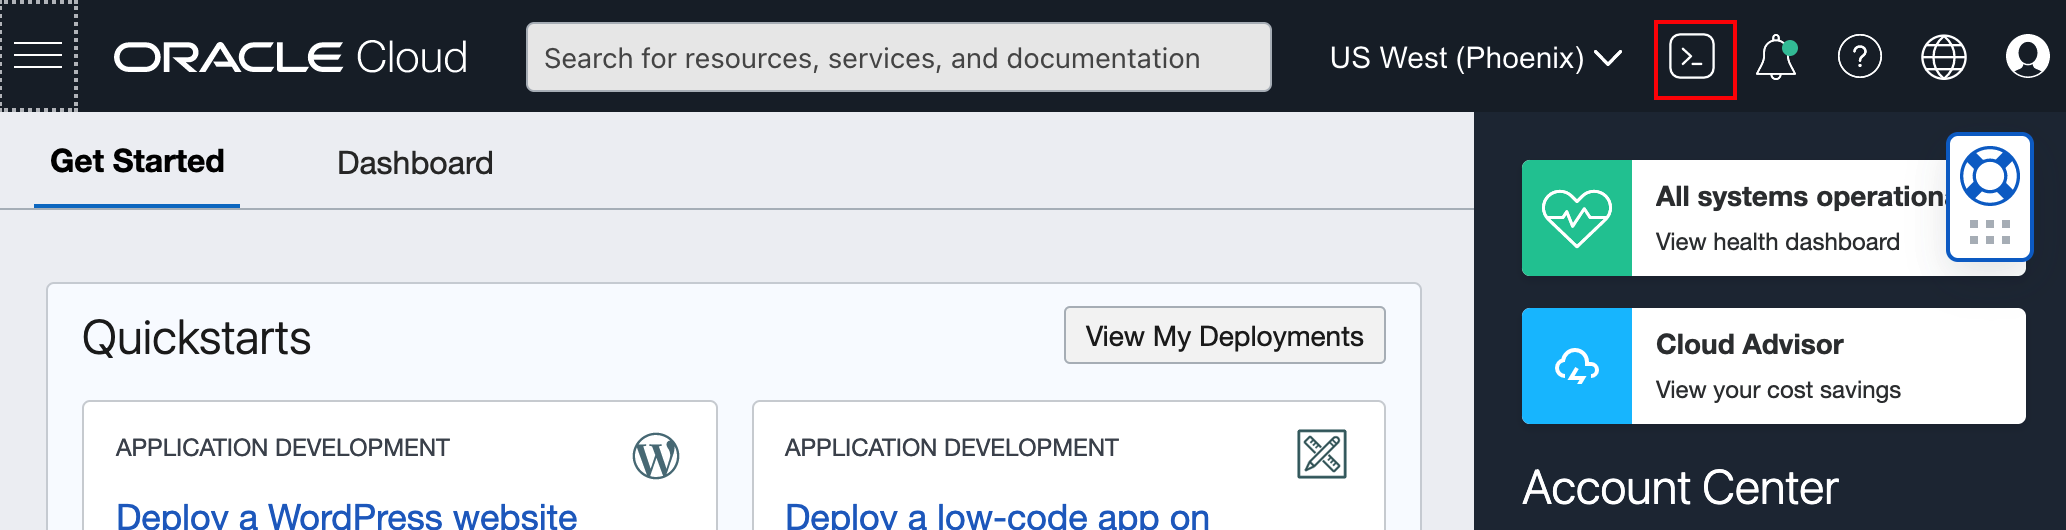 ORACLE Cloud
Search for resources, services, and documentation
US West (Phoenix)
Get Started
Dashboard
All systems operation
View health dashboard
Quickstarts
View My Deployments
Cloud Advisor
View your cost savings
APPLICATION DEVELOPMENT
Deploy a WordPress website
APPLICATION DEVELOPMENT
Deploy a low-code app on
Account Center